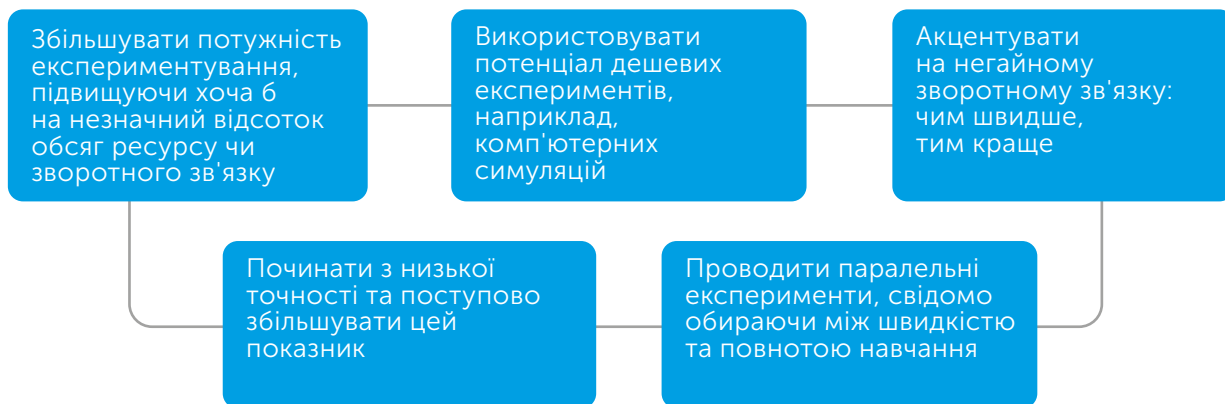 Збільшувати потужність
експериментування,
підвищуючи хоча б
на незначний відсоток
обсяг ресурсу чи
зворотного зв'язку
Використовувати
потенціал дешевих
експериментів,
наприклад,
комп'ютерних
симуляцій
Акцентувати
на негайному
зворотному зв'язку:
чим швидше,
тим краще
Починати з низької
точності та поступово
збільшувати цей
показник
Проводити паралельні
експерименти, свідомо
обираючи між швидкістю
та повнотою навчання